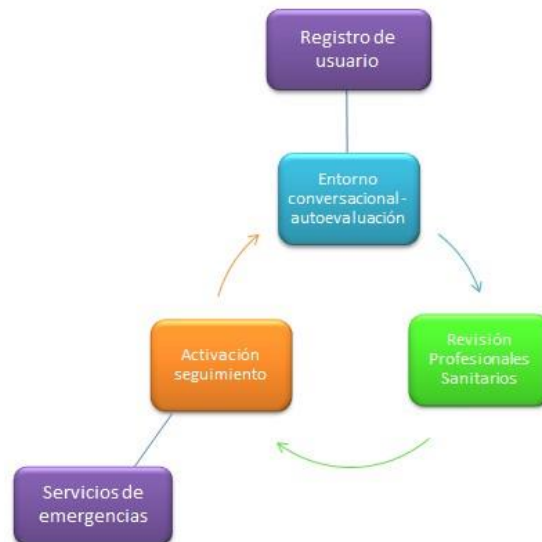 Registro de
usuario
Entorno
conversacional-
autoevaluación
Revisión
Profesionales
Sanitarios
Activación
seguimiento
Servicios de
emergencias